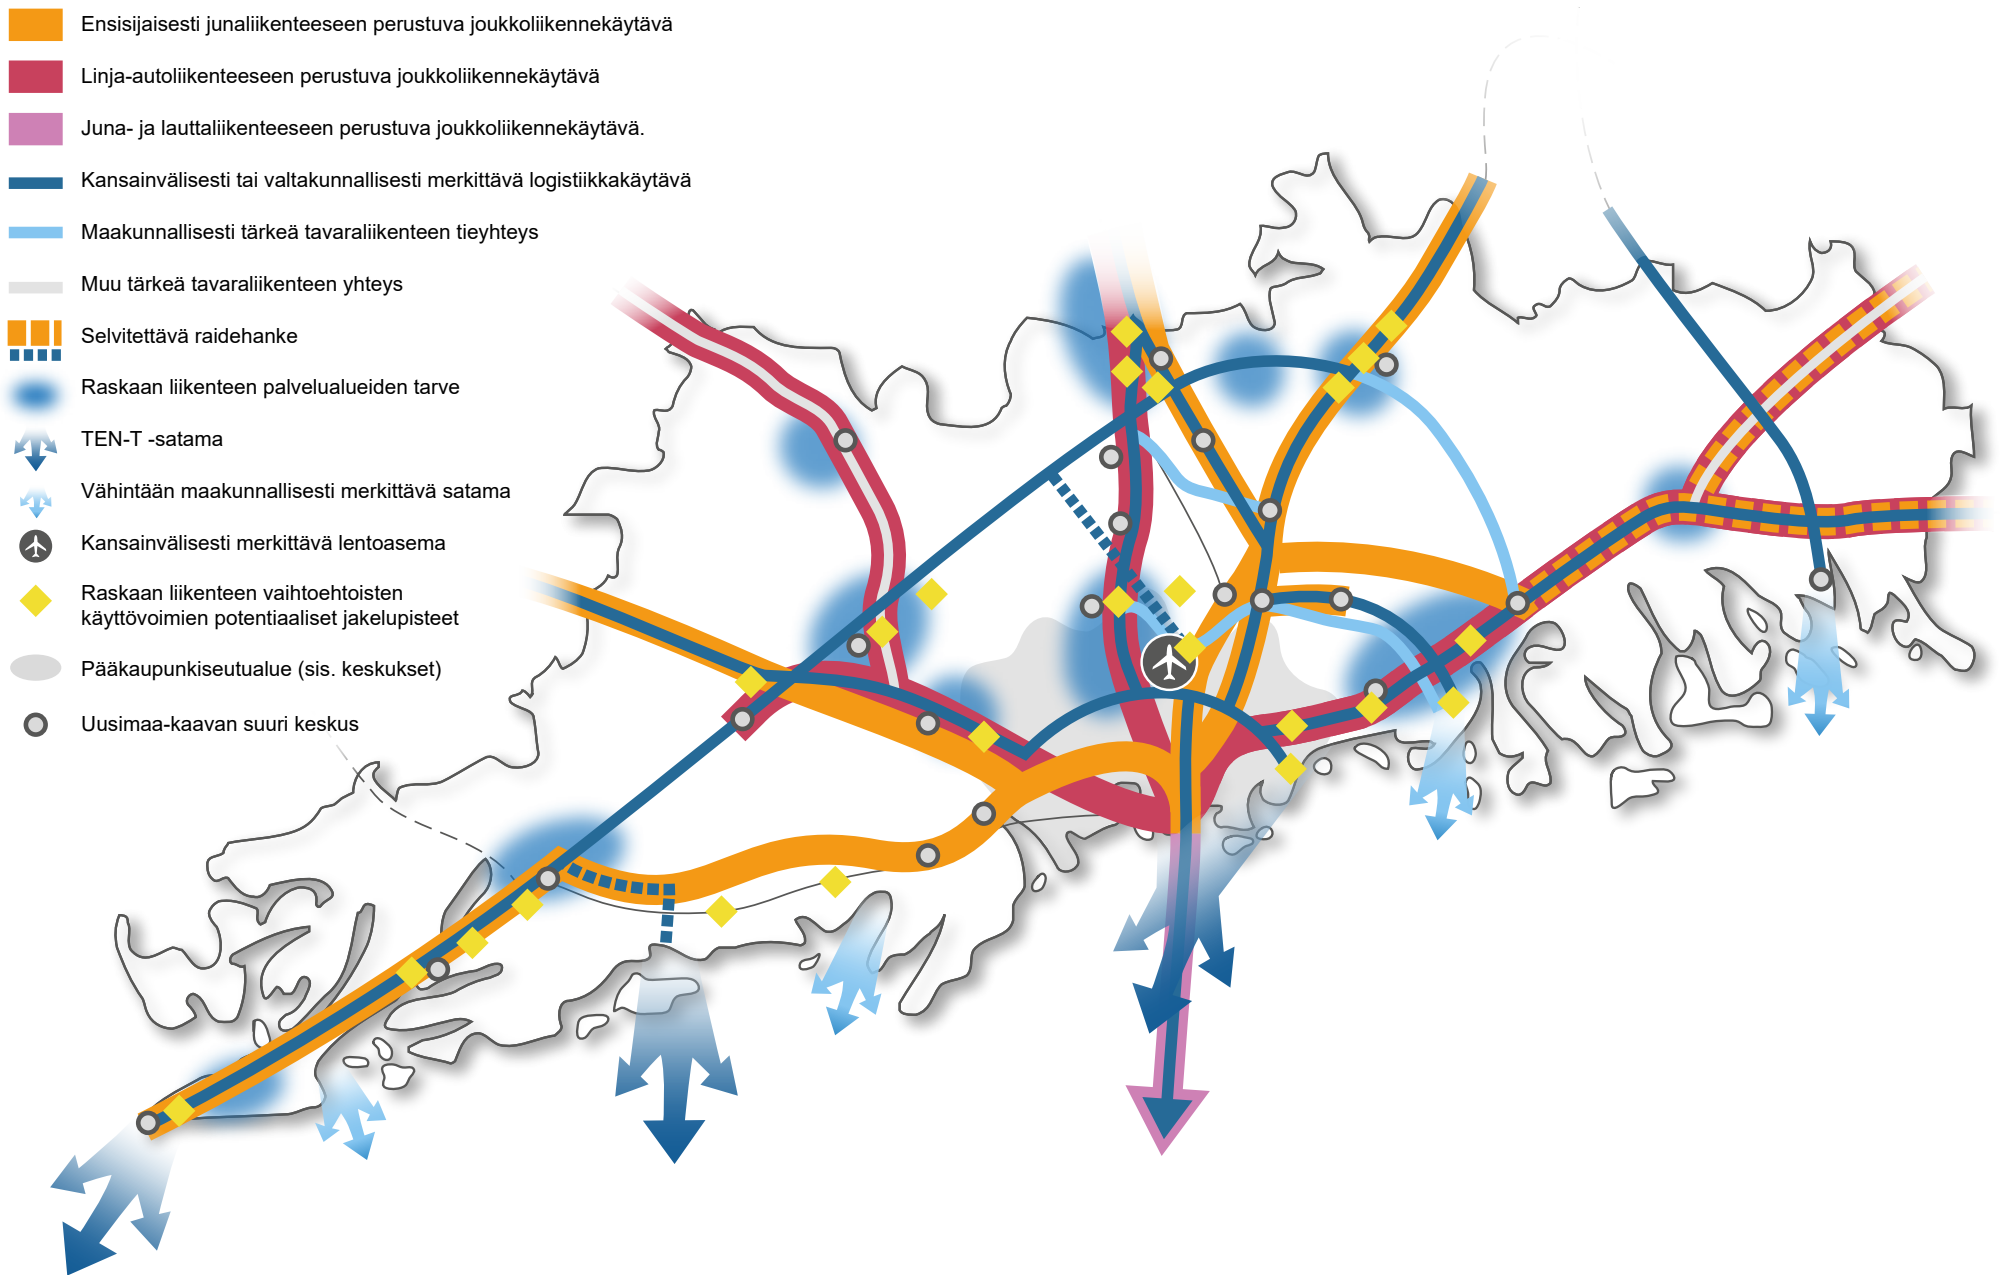 Ensisijaisesti junaliikenteeseen perustuva joukkoliikennekäytävä
Linja-autoliikenteeseen perustuva joukkoliikennekäytävä
Juna- ja lauttaliikenteeseen perustuva joukkoliikennekäytävä.
Kansainvälisesti tai valtakunnallisesti merkittävä logistiikkakäytävä
Maakunnallisesti tärkeä tavaraliikenteen tieyhteys
Muu tärkeä tavaraliikenteen yhteys
Selvitettävä raidehanke
Raskaan liikenteen palvelualueiden tarve
TEN-T -satama
Vähintään maakunnallisesti merkittävä satama
Kansainvälisesti merkittävä lentoasema
Raskaan liikenteen vaihtoehtoisten
käyttövoimien potentiaaliset jakelupisteet
Pääkaupunkiseutualue (sis. keskukset)
Uusimaa-kaavan suuri keskus